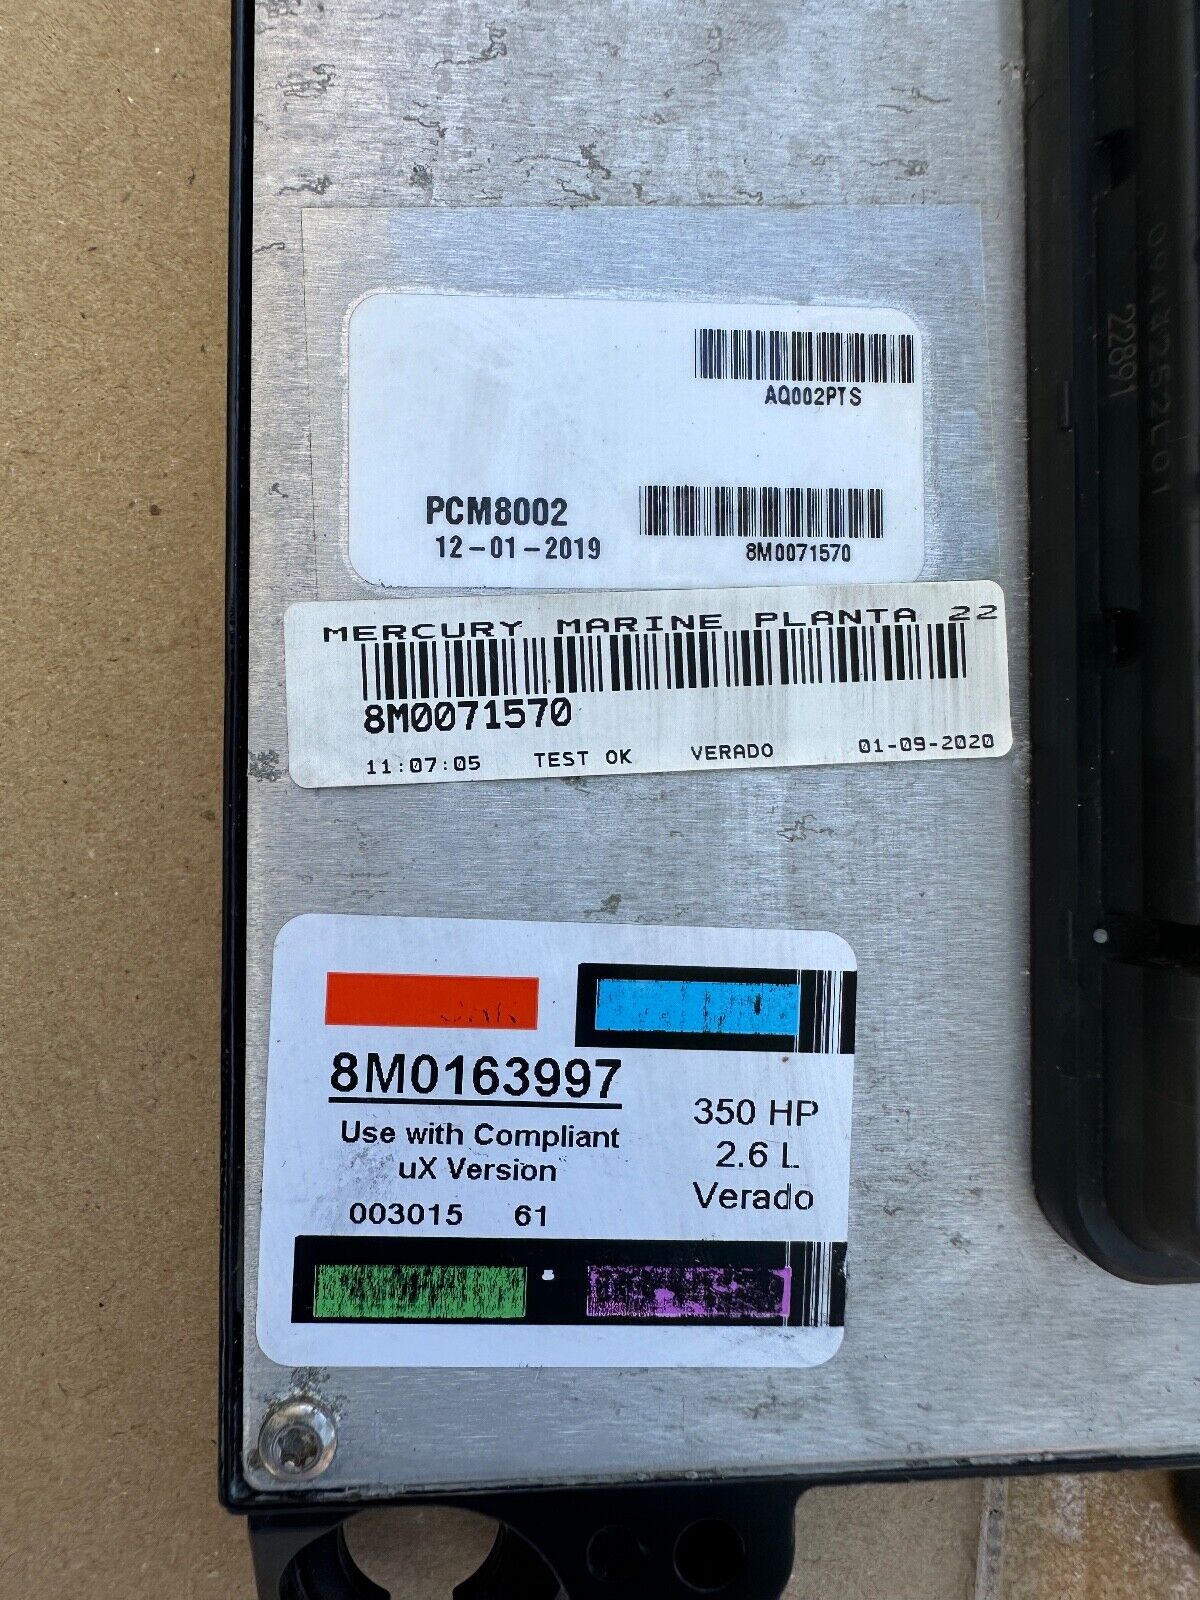 AQ002PTS
PCM8002
12-01-2019
8M0071570
MERCURY MARINE PLANTA 22
8M0071570
11:07:05 TEST OK VERADO 01-09-2020
8M0163997
Use with Compliant
uX Version
003015 61
350 HP
2.6 L
Verado
22891